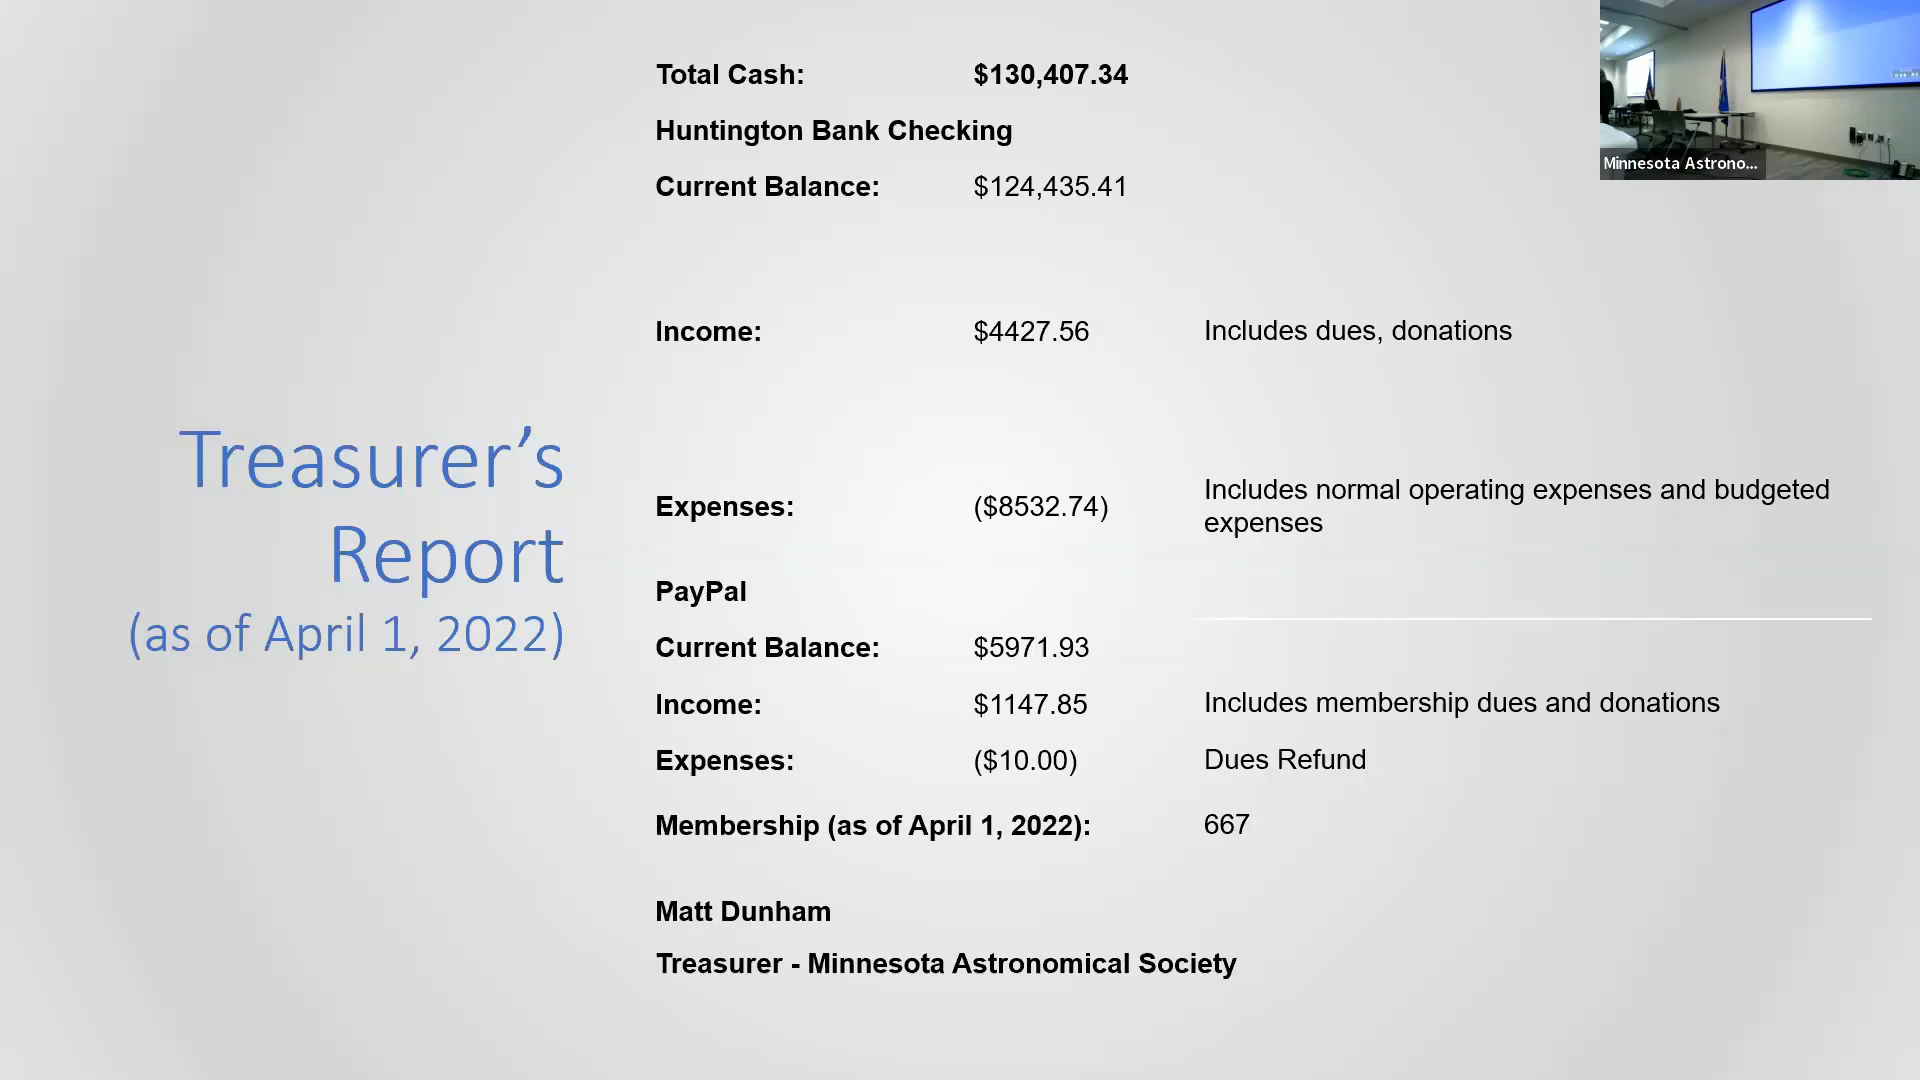 Total Cash: $130,407.34
Huntington Bank Checking
Current Balance: $124,435.41
Income: $4427.56 Includes dues, donations
Expenses: ($8532.74) Includes normal operating expenses and budgeted
expenses
Treasurer’s
Report
(as of April 1, 2022)
PayPal
Current Balance: $5971.93
Income: $1147.85 Includes membership dues and donations
Expenses: ($10.00) Dues Refund
Membership (as of April 1, 2022): 667
Matt Dunham
Treasurer - Minnesota Astronomical Society
Minnesota Astrono...